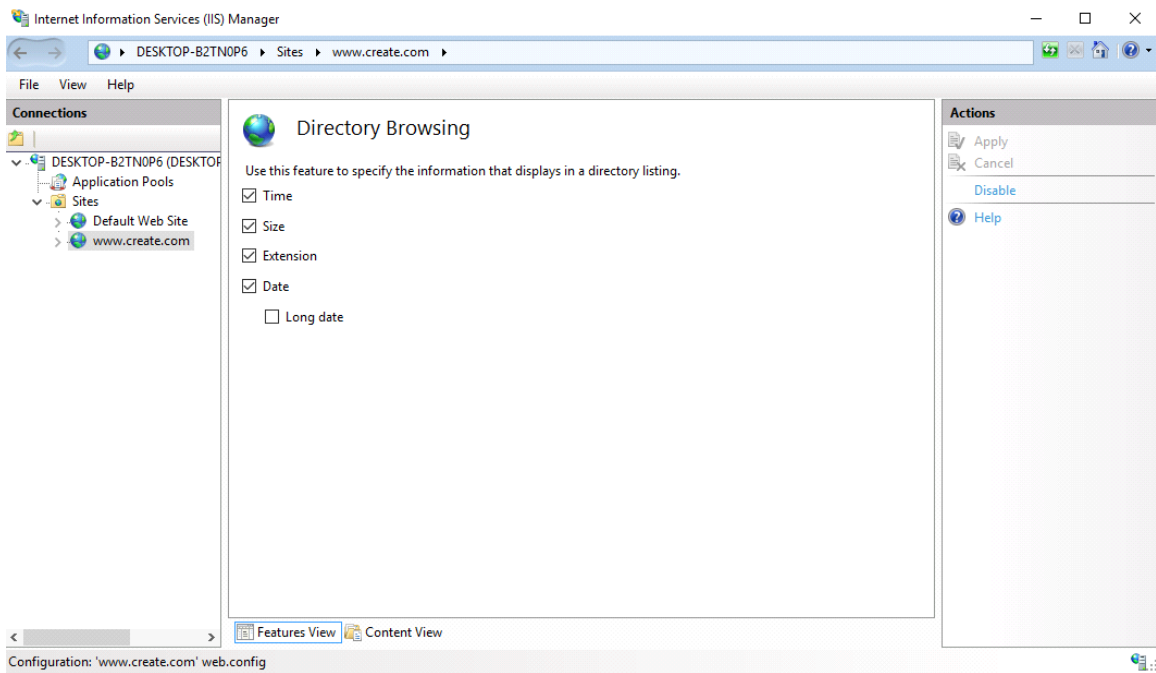 Internet Information Services (IIS) Manager
DESKTOP-B2TN0P6 Sites www.create.com
File View Help
Connections
DESKTOP-B2TN0P6 (DESKTOP
Application Pools
Sites
Default Web Site
www.create.com
Directory Browsing
Use this feature to specify the information that displays in a directory listing.
Time
Size
Extension
Date
Long date
Features View Content View
Actions
Apply
Cancel
Disable
Help
Configuration: 'www.create.com' web.config